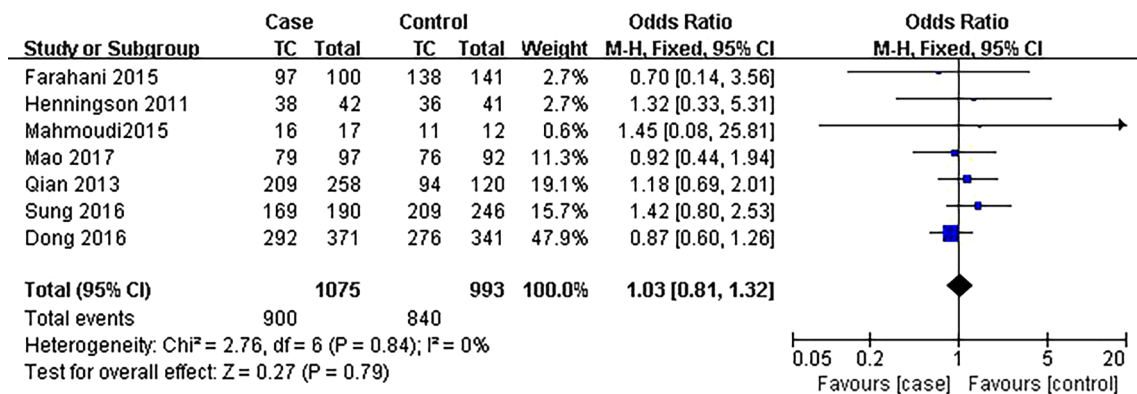 Case Control Odds Ratio Odds Ratio
Study or Subgroup TC Total TC Total Weight M-H, Fixed, 95% CI M-H, Fixed, 95% CI
Farahani 2015 97 100 138 141 2.7% 0.70 [0.14, 3.56]
Henningson 2011 38 42 36 41 2.7% 1.32 [0.33, 5.31]
Mahmoudi2015 16 17 11 12 0.6% 1.45 [0.08, 25.81]
Mao 2017 79 97 76 92 11.3% 0.92 [0.44, 1.94]
Qian 2013 209 258 94 120 19.1% 1.18 [0.69, 2.01]
Sung 2016 169 190 209 246 15.7% 1.42 [0.80, 2.53]
Dong 2016 292 371 276 341 47.9% 0.87 [0.60, 1.26]
Total (95% CI) 1075 993 100.0% 1.03 [0.81, 1.32]
Total events 900 840
Heterogeneity: Chi² = 2.76, df = 6 (P = 0.84); I² = 0%
Test for overall effect: Z = 0.27 (P = 0.79)
0.05 0.2 1 5 20
Favours [case] Favours [control]